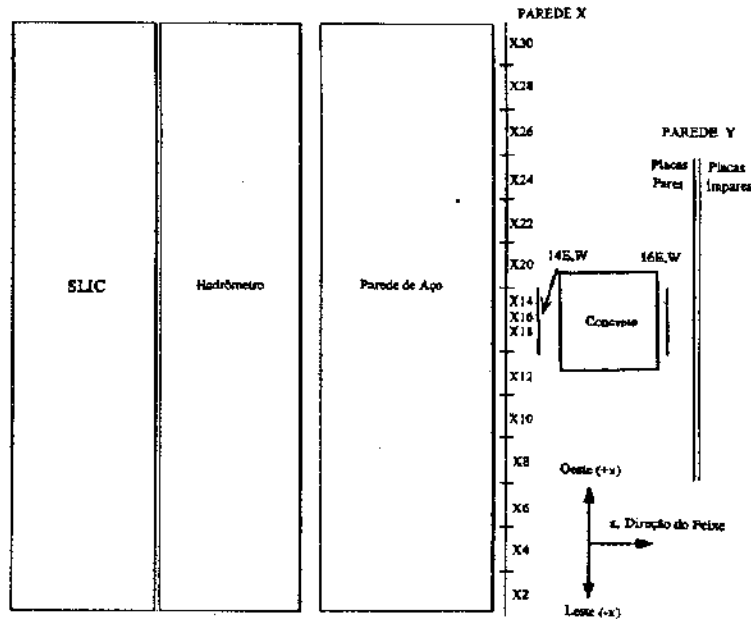 PAREDE X
X30
X28
X26
X24
X22
X20
X14
X16
X18
X12
X10
X8
X6
X4
X2
SLIC
Hadrômetro
Parede de Aço
14E,W
16E,W
Concreto
PAREDE Y
Placas
Pares
Placas
Ímpares
Oeste (+x)
z, Direção do Feixe
Leste (-x)